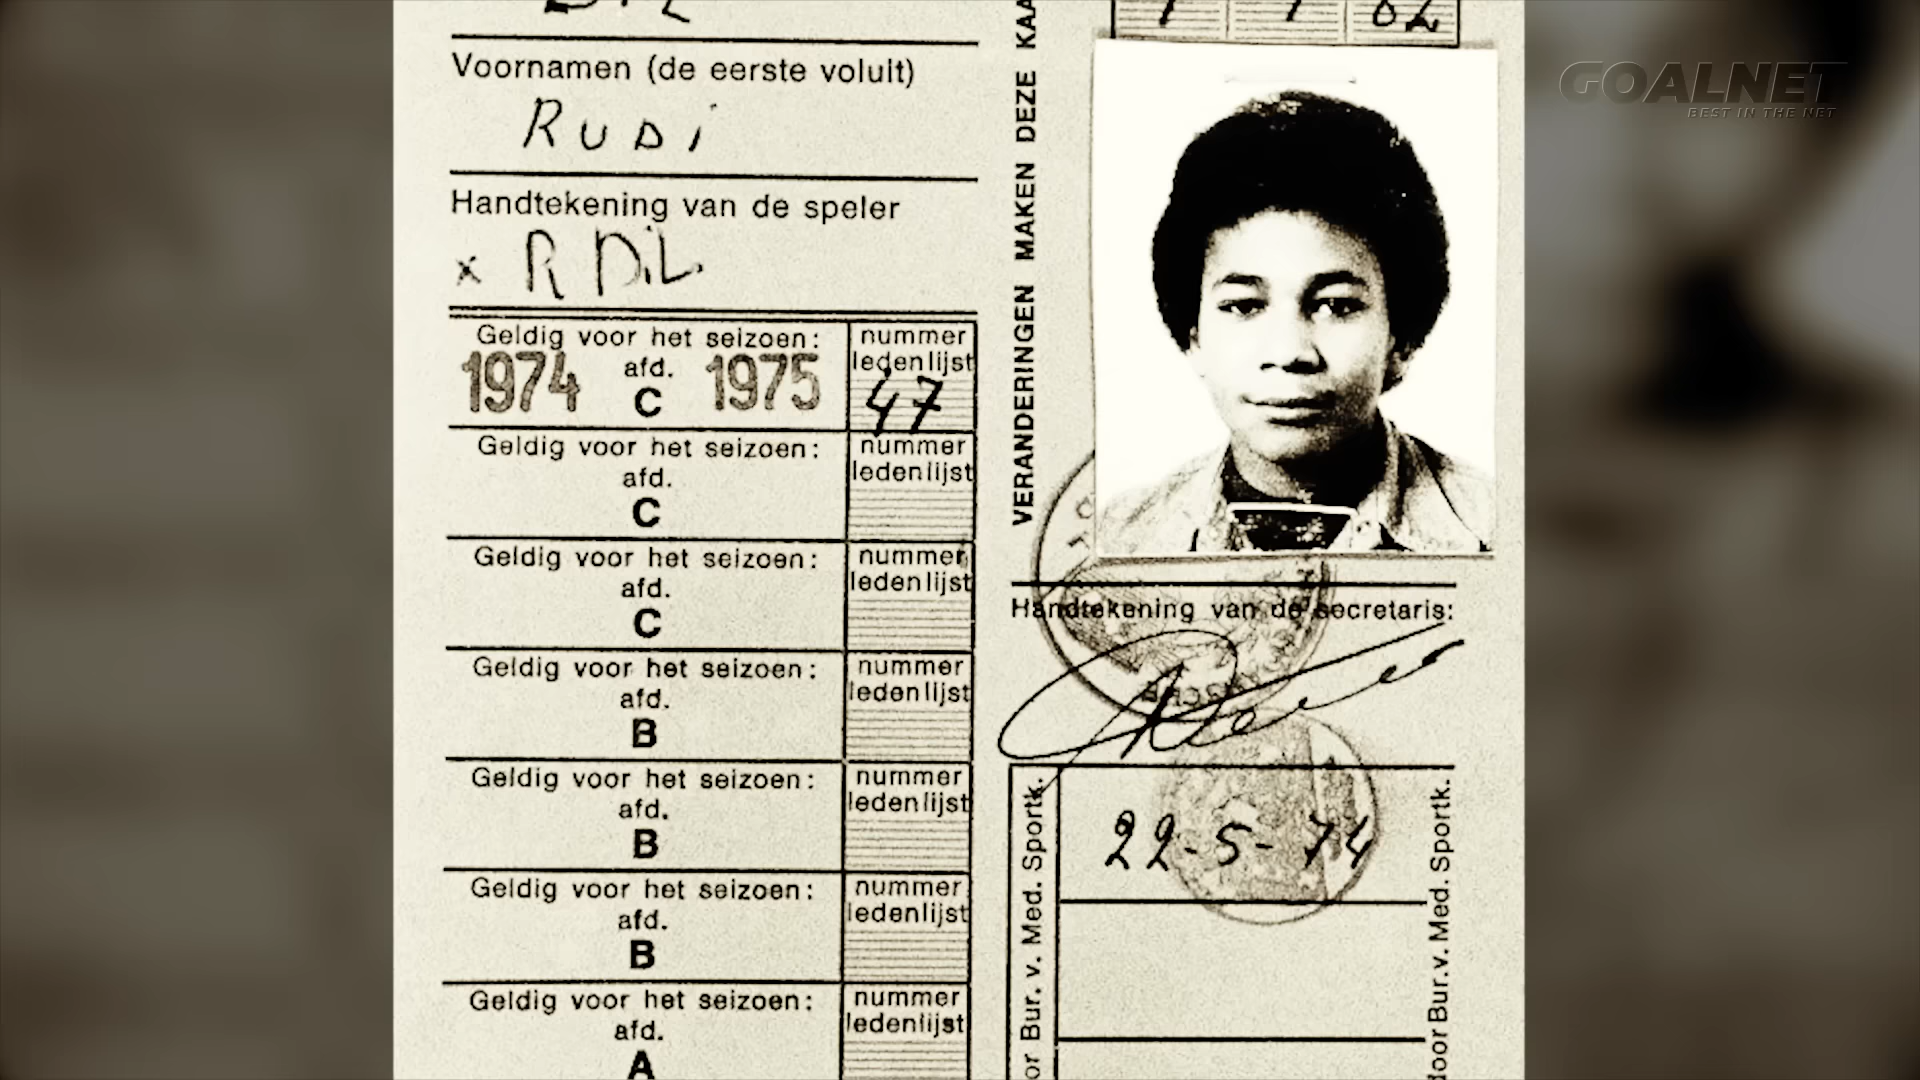 Voornamen (de eerste voluit)
RUDI
Handtekening van de speler
x R DiL
Geldig voor het seizoen:
1974 afd. 1975
C
nummer
ledenlijst
47
Geldig voor het seizoen:
afd.
C
nummer
ledenlijst
Geldig voor het seizoen:
afd.
C
nummer
ledenlijst
Geldig voor het seizoen:
afd.
B
nummer
ledenlijst
Geldig voor het seizoen:
afd.
B
nummer
ledenlijst
Geldig voor het seizoen:
afd.
B
nummer
ledenlijst
Geldig voor het seizoen:
afd.
A
nummer
ledenlijst
VERANDERINGEN MAKEN DEZE
Handtekening van de secretaris:
Bur. v. Med. Sportk.
22-5-74
door Bur. v. Med. Sportk.
GOALNET
BEST IN THE NET